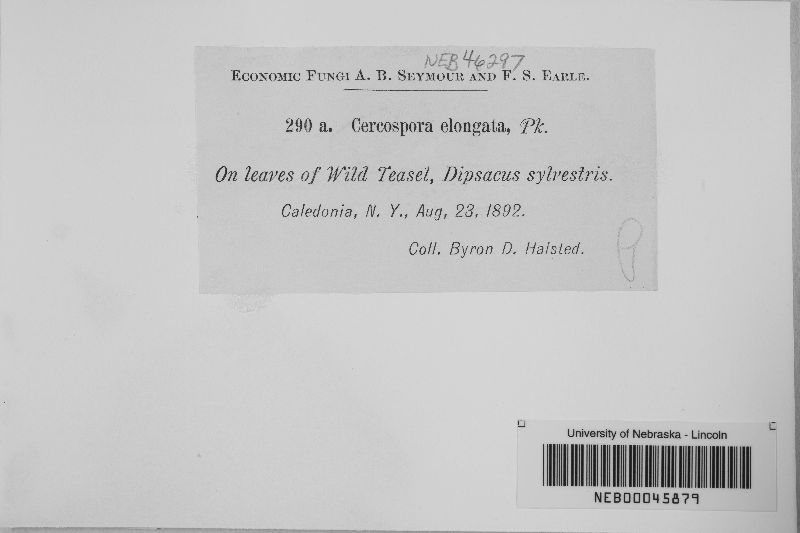 NEB 46297
ECONOMIC FUNGI A. B. SEYMOUR AND F. S. EARLE.
290 a. Cercospora elongata, Pk.
On leaves of Wild Teasel, Dipsacus sylvestris.
Caledonia, N. Y., Aug, 23, 1892.
Coll. Byron D. Halsted.
University of Nebraska - Lincoln
NEB00045879